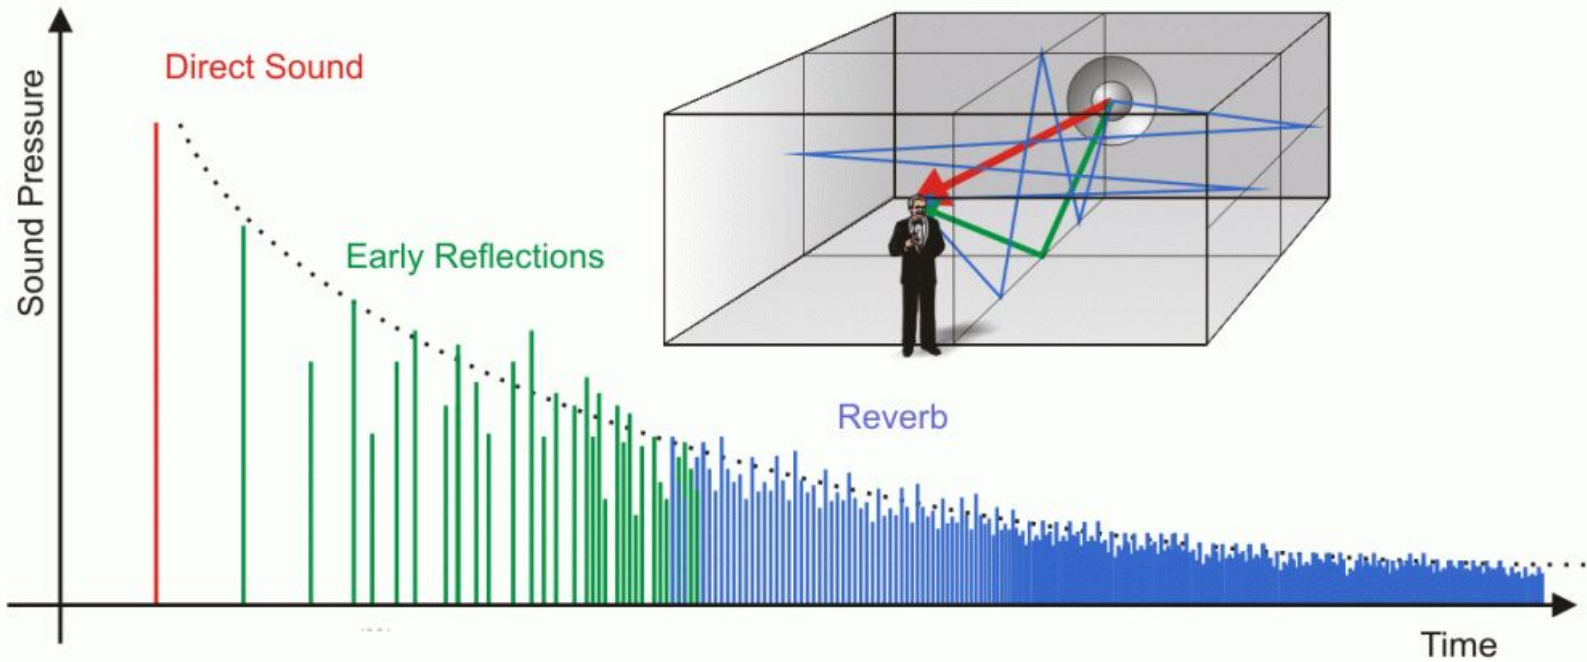 Direct Sound
Sound Pressure
Early Reflections
Reverb
Time